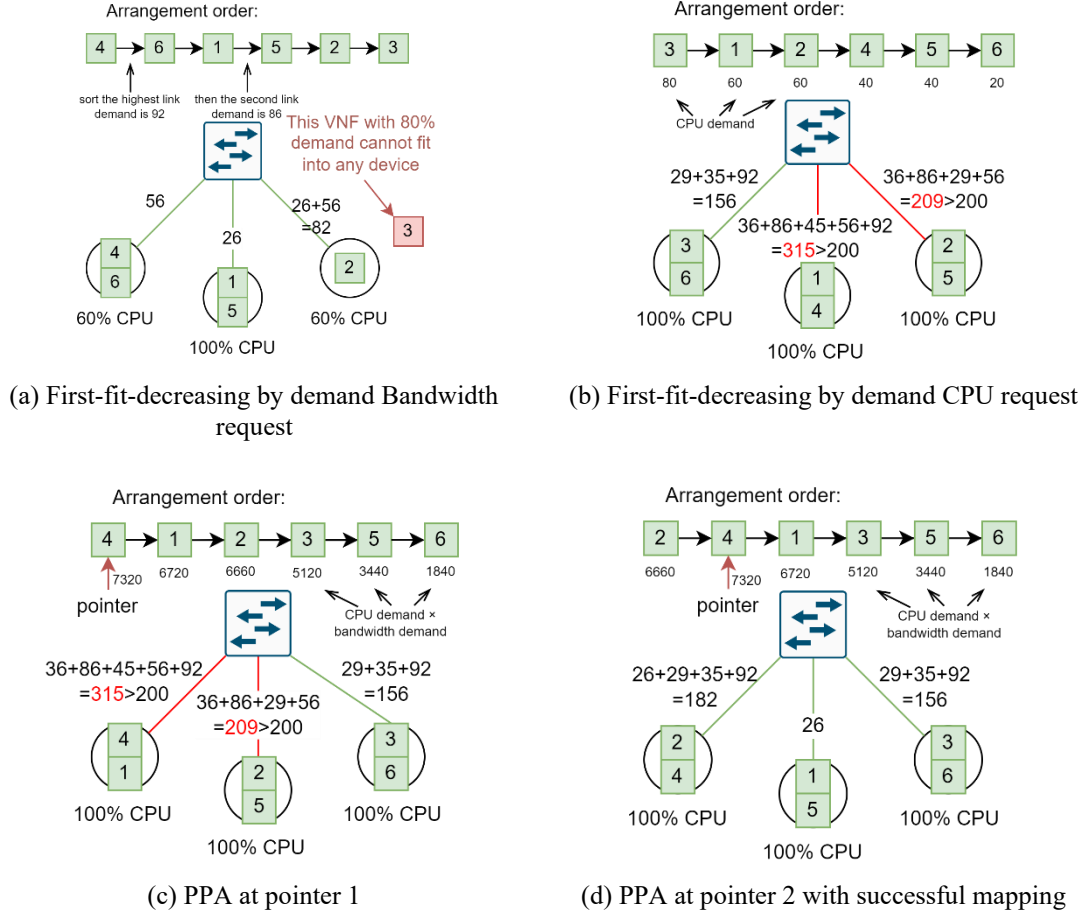 Arrangement order:
4 6 1 5 2 3
sort the highest link
demand is 92
then the second link
demand is 86
This VNF with 80%
demand cannot fit
into any device
56
26
26+56
=82
3
4
6
1
5
2
60% CPU
100% CPU
60% CPU
(a) First-fit-decreasing by demand Bandwidth
request
Arrangement order:
3 1 2 4 5 6
80 60 60 40 40 20
CPU demand
29+35+92
=156
36+86+45+56+92
=315>200
36+86+29+56
=209>200
3
6
1
4
2
5
100% CPU
100% CPU
100% CPU
(b) First-fit-decreasing by demand CPU request
Arrangement order:
4 1 2 3 5 6
7320 6720 6660 5120 3440 1840
pointer
CPU demand ×
bandwidth demand
36+86+45+56+92
=315>200
36+86+29+56
=209>200
29+35+92
=156
4
1
2
5
3
6
100% CPU
100% CPU
100% CPU
(c) PPA at pointer 1
Arrangement order:
2 4 1 3 5 6
6660 7320 6720 5120 3440 1840
pointer
CPU demand ×
bandwidth demand
26+29+35+92
=182
26
29+35+92
=156
2
4
1
5
3
6
100% CPU
100% CPU
100% CPU
(d) PPA at pointer 2 with successful mapping